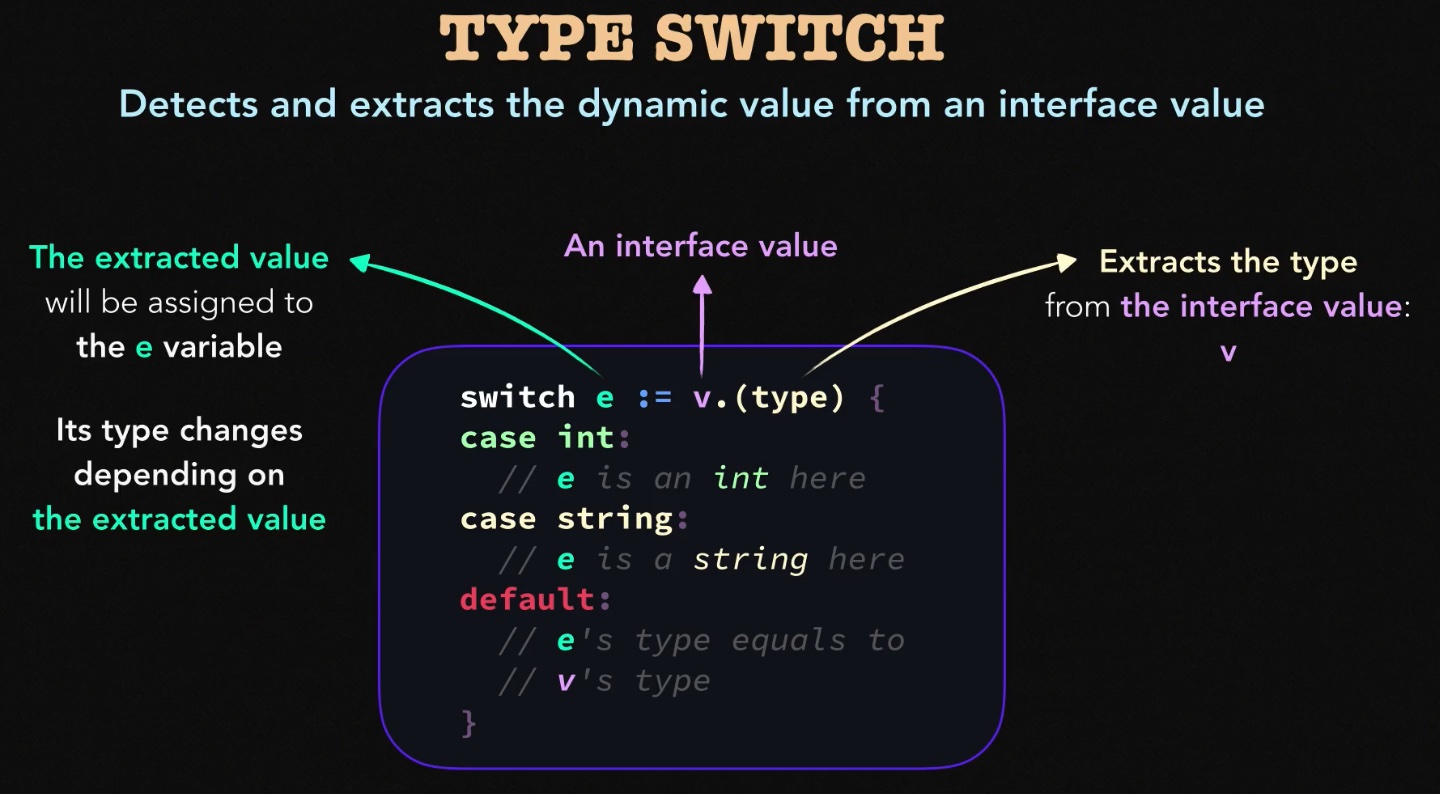 TYPE SWITCH
Detects and extracts the dynamic value from an interface value
The extracted value
will be assigned to
the e variable
Its type changes
depending on
the extracted value
An interface value
Extracts the type
from the interface value:
v
switch e := v.(type) {
case int:
  // e is an int here
case string:
  // e is a string here
default:
  // e's type equals to
  // v's type
}